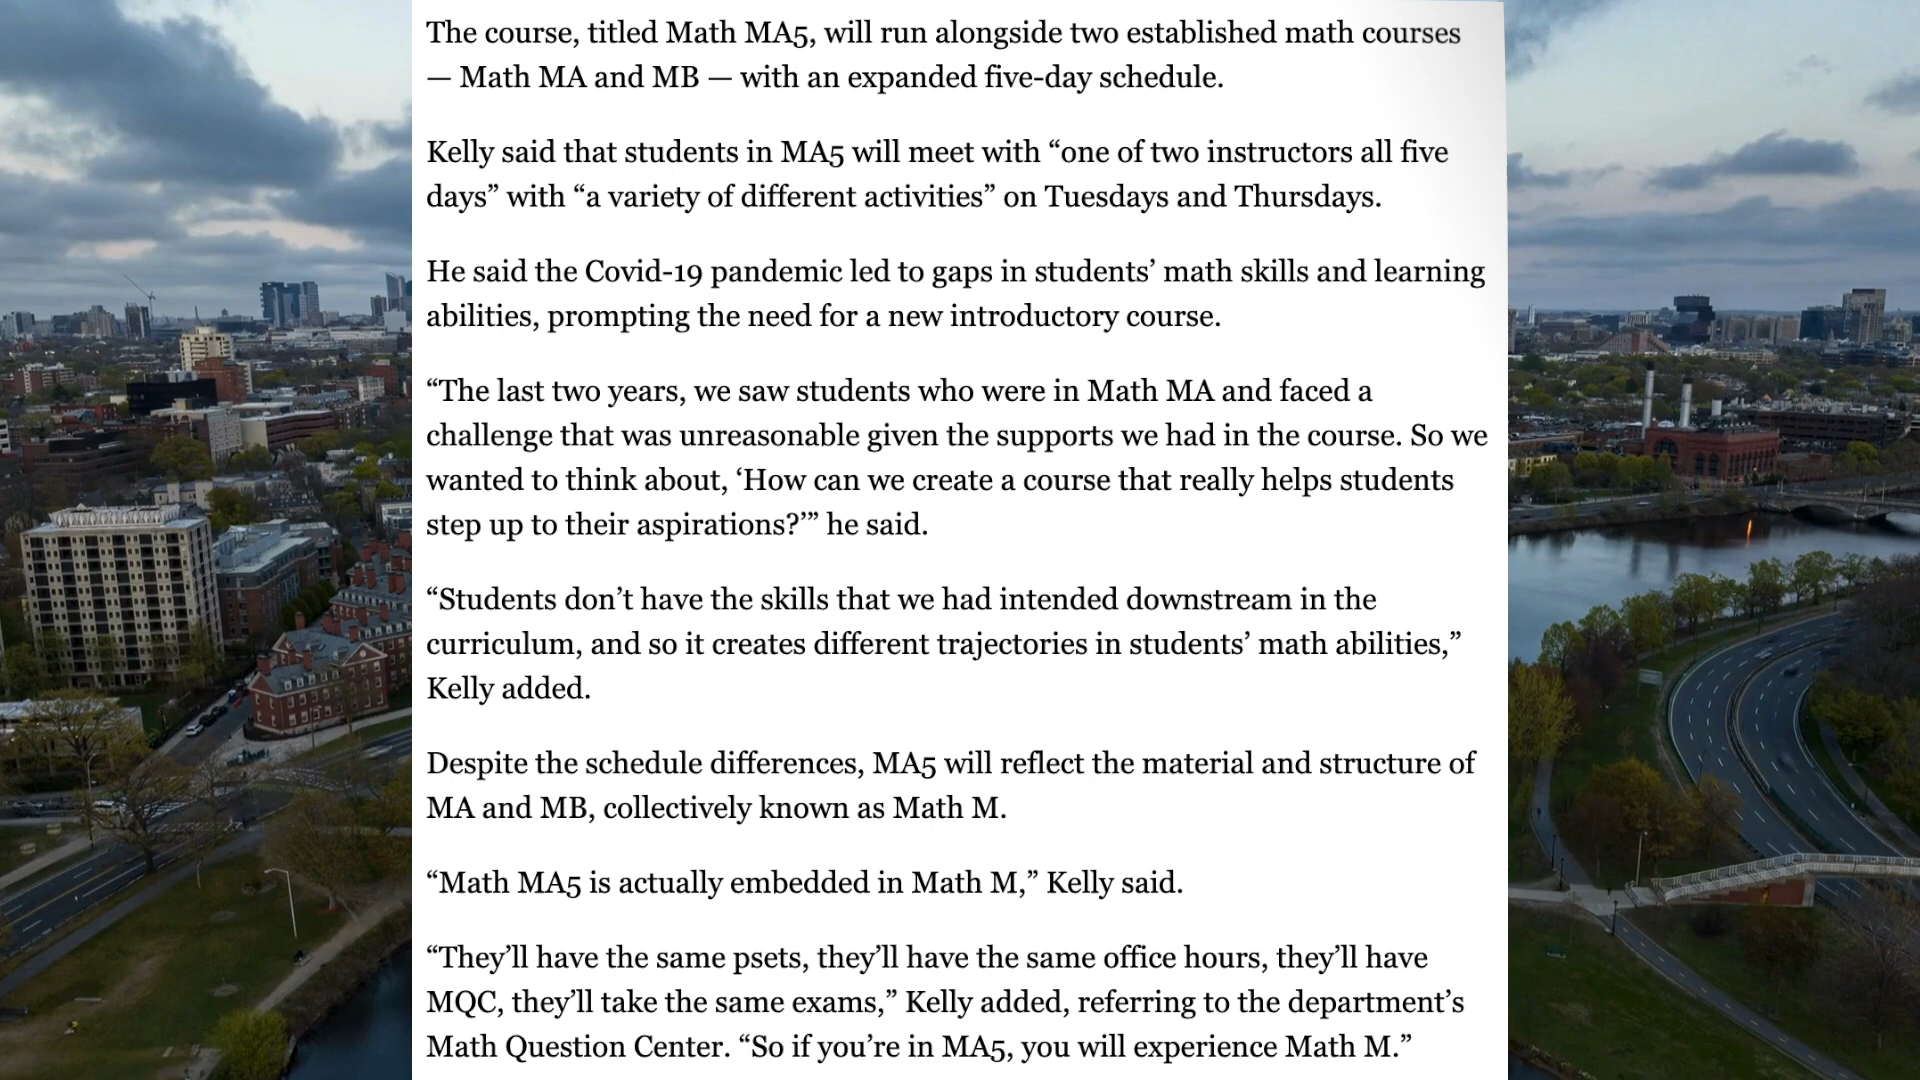 The course, titled Math MA5, will run alongside two established math courses
— Math MA and MB — with an expanded five-day schedule.
Kelly said that students in MA5 will meet with “one of two instructors all five
days” with “a variety of different activities” on Tuesdays and Thursdays.
He said the Covid-19 pandemic led to gaps in students’ math skills and learning
abilities, prompting the need for a new introductory course.
“The last two years, we saw students who were in Math MA and faced a
challenge that was unreasonable given the supports we had in the course. So we
wanted to think about, ‘How can we create a course that really helps students
step up to their aspirations?’” he said.
“Students don’t have the skills that we had intended downstream in the
curriculum, and so it creates different trajectories in students’ math abilities,”
Kelly added.
Despite the schedule differences, MA5 will reflect the material and structure of
MA and MB, collectively known as Math M.
“Math MA5 is actually embedded in Math M,” Kelly said.
“They’ll have the same psets, they’ll have the same office hours, they’ll have
MQC, they’ll take the same exams,” Kelly added, referring to the department’s
Math Question Center. “So if you’re in MA5, you will experience Math M.”